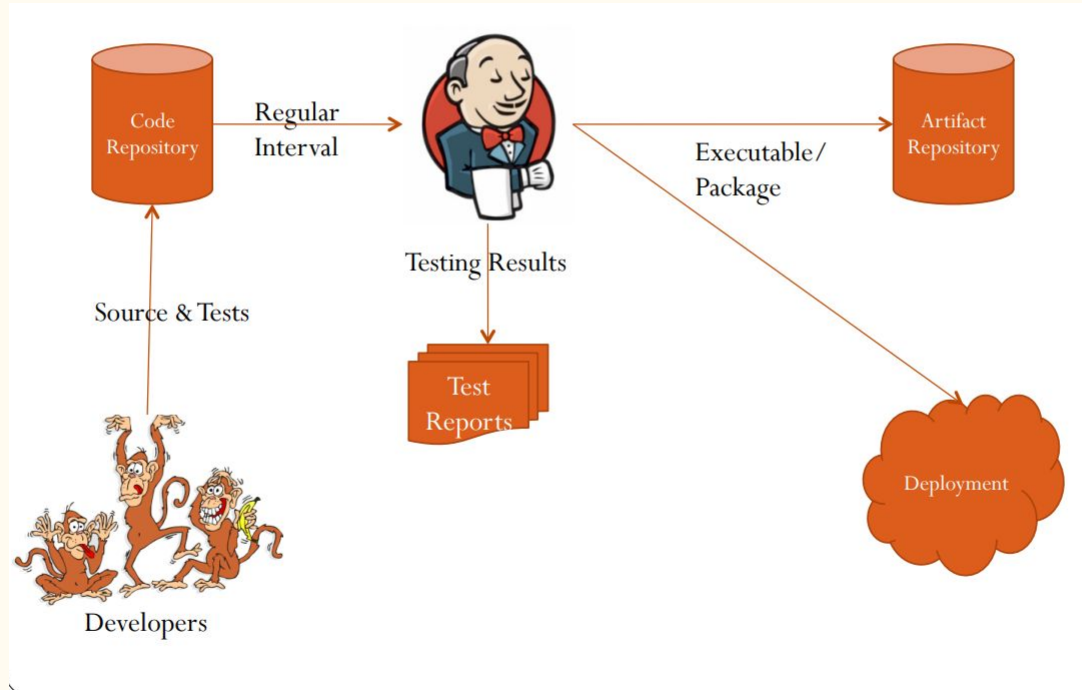 Code
Repository
Regular
Interval
Executable/
Package
Artifact
Repository
Testing Results
Source & Tests
Test
Reports
Deployment
Developers